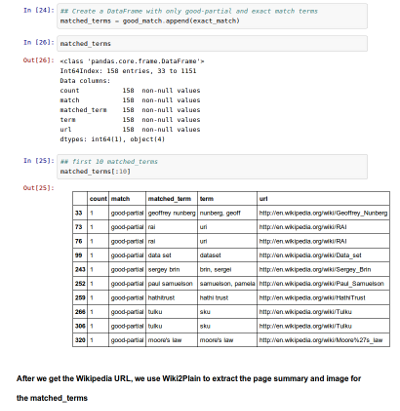 In [24]: ## Create a DataFrame with only good-partial and exact match terms
matched_terms = good_match.append(exact_match)
In [26]: matched_terms
Out[26]: <class 'pandas.core.frame.DataFrame'>
Int64Index: 158 entries, 33 to 1151
Data columns:
count 158 non-null values
match 158 non-null values
matched_term 158 non-null values
term 158 non-null values
url 158 non-null values
dtypes: int64(1), object(4)
In [25]: ## first 10 matched_terms
matched_terms[:10]
Out[25]:
count match matched_term term url
33 1 good-partial geoffrey nunberg nunberg, geoff http://en.wikipedia.org/wiki/Geoffrey_Nunberg
73 1 good-partial rai uri http://en.wikipedia.org/wiki/RAI
76 1 good-partial rai uri http://en.wikipedia.org/wiki/RAI
99 1 good-partial data set dataset http://en.wikipedia.org/wiki/Data_set
243 1 good-partial sergey brin brin, sergei http://en.wikipedia.org/wiki/Sergey_Brin
252 1 good-partial paul samuelson samuelson, pamela http://en.wikipedia.org/wiki/Paul_Samuelson
259 1 good-partial hathitrust hathi trust http://en.wikipedia.org/wiki/HathiTrust
266 1 good-partial tulku sku http://en.wikipedia.org/wiki/Tulku
306 1 good-partial tulku sku http://en.wikipedia.org/wiki/Tulku
320 1 good-partial moore's law moore's law http://en.wikipedia.org/wiki/Moore%27s_law
After we get the Wikipedia URL, we use Wiki2Plain to extract the page summary and image for
the matched_terms